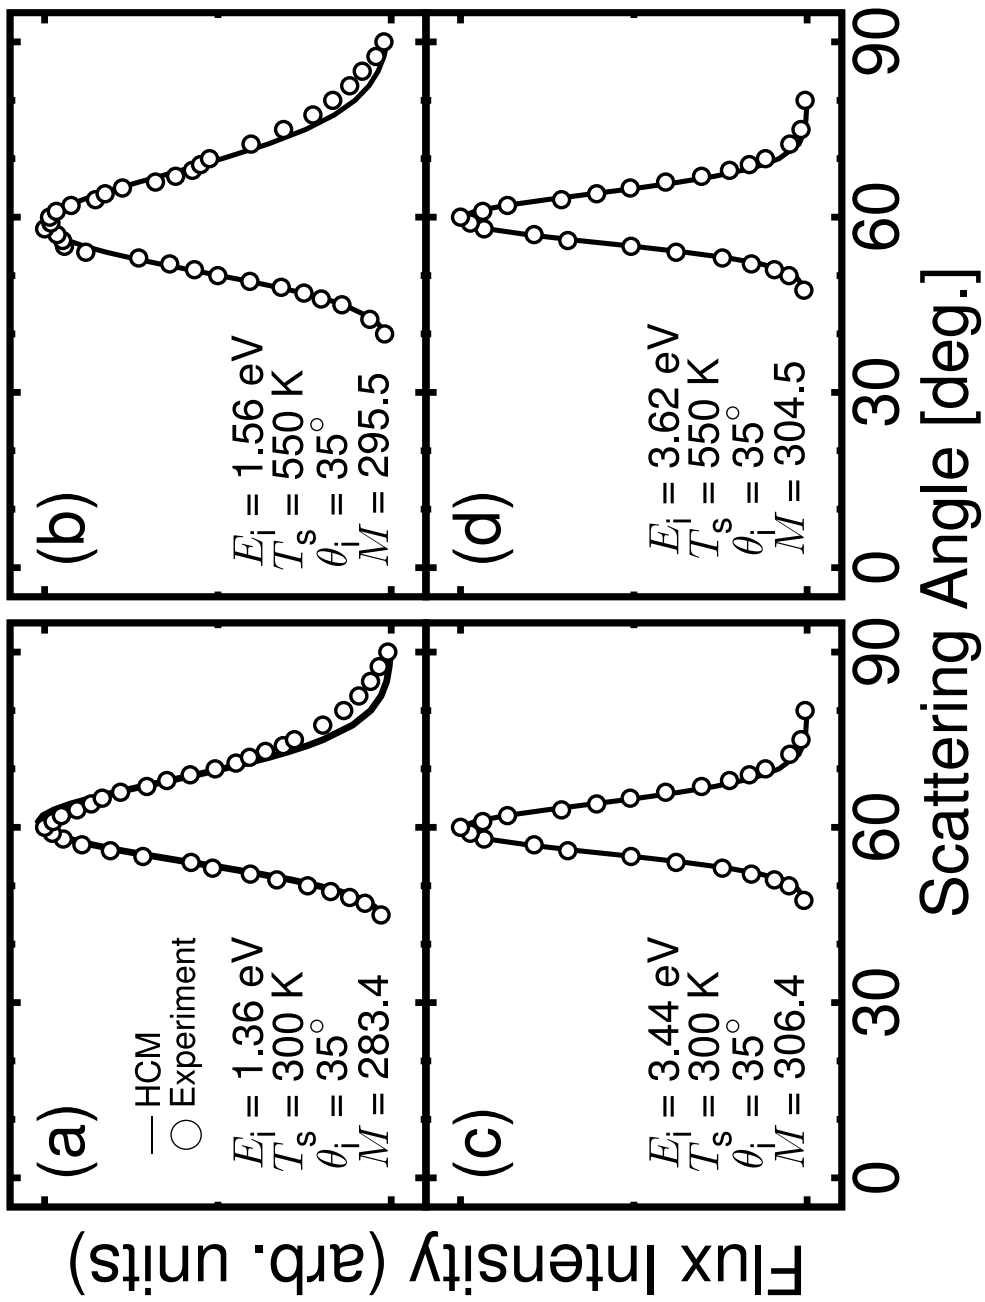 Flux Intensity (arb. units)
(a)
HCM
Experiment
E_i = 1.36 eV
T_s = 300 K
θ_i = 35°
M = 283.4
(b)
E_i = 1.56 eV
T_s = 550 K
θ_i = 35°
M = 295.5
(c)
E_i = 3.44 eV
T_s = 300 K
θ_i = 35°
M = 306.4
(d)
E_i = 3.62 eV
T_s = 550 K
θ_i = 35°
M = 304.5
0 30 60 90 0 30 60 90
Scattering Angle [deg.]